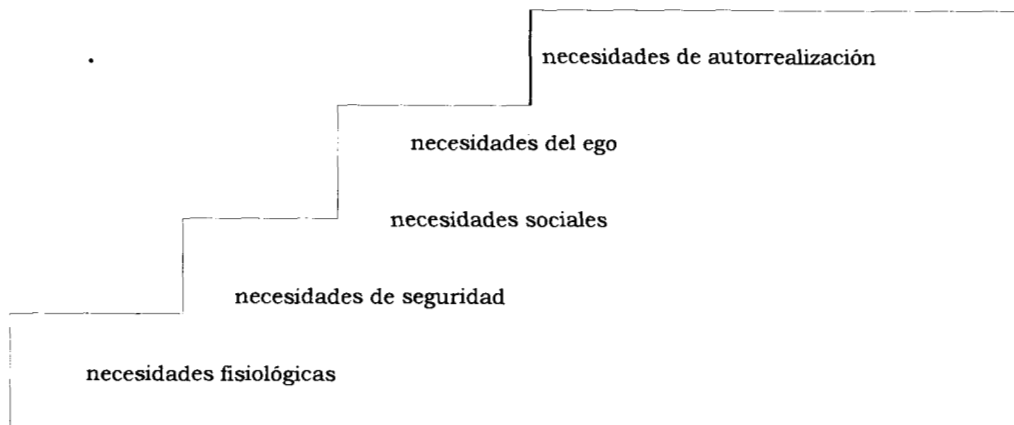 necesidades de autorrealización
necesidades del ego
necesidades sociales
necesidades de seguridad
necesidades fisiológicas